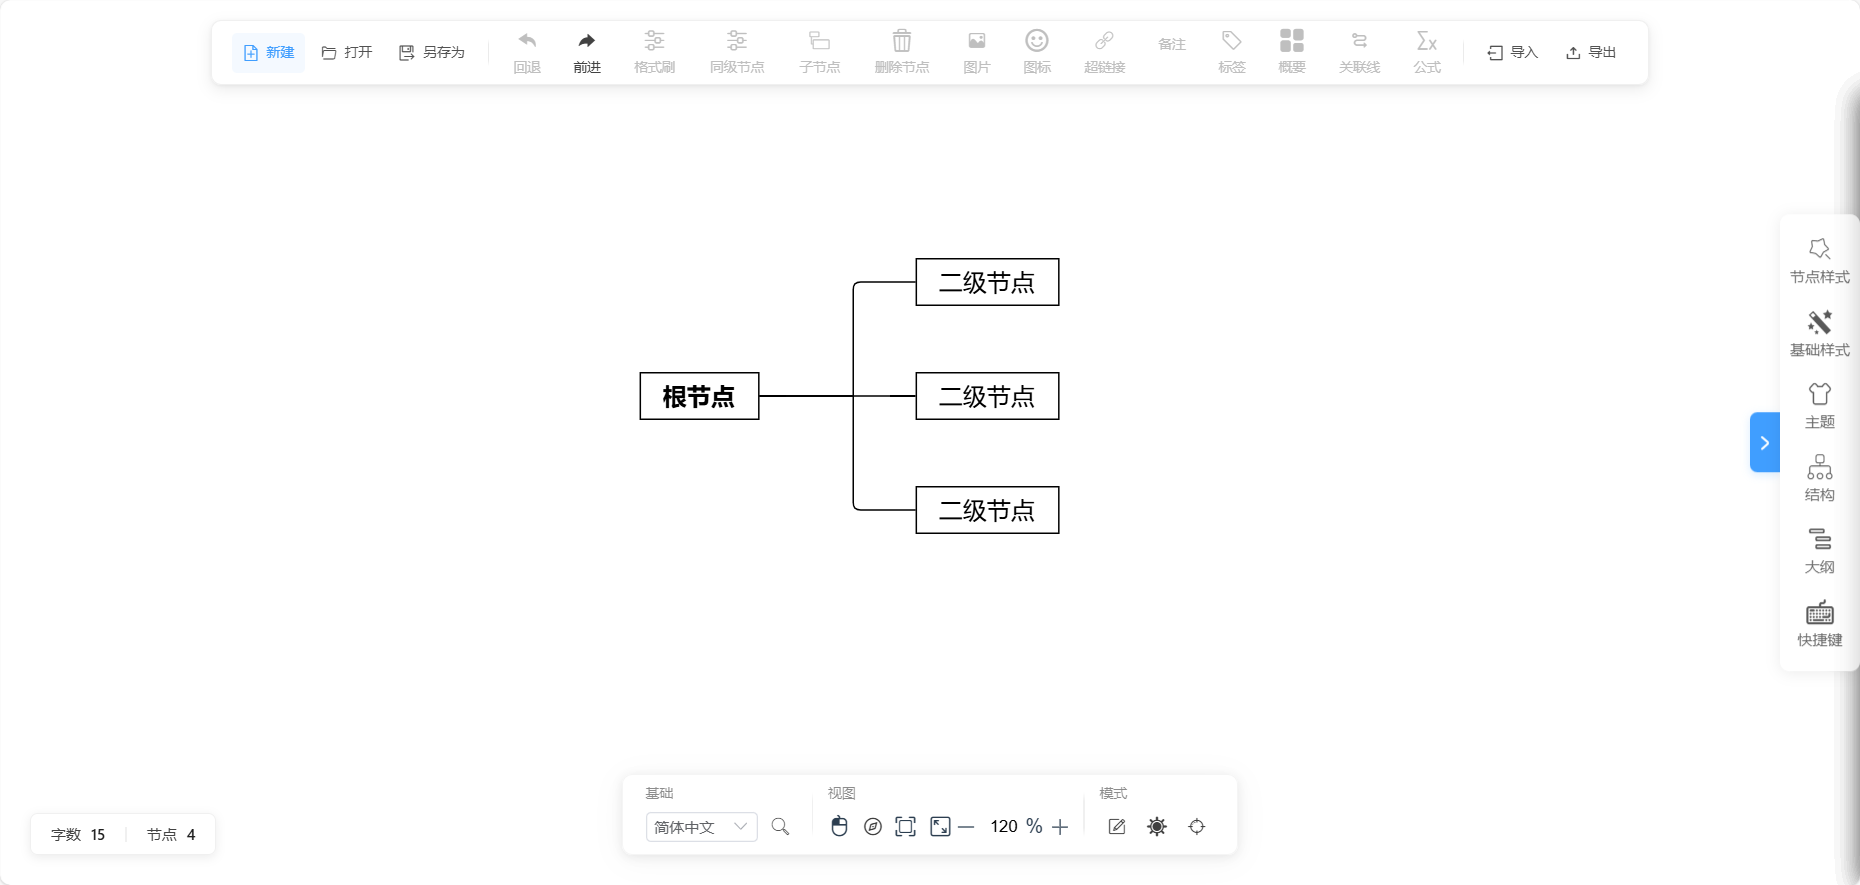 新建 打开 另存为 回退 前进 格式刷 同级节点 子节点 删除节点 图片 图标 超链接 备注 标签 概要 关联线 公式 导入 导出
二级节点
根节点
二级节点
二级节点
节点样式
基础样式
主题
结构
大纲
快捷键
基础 视图 模式
简体中文 120 %
字数 15 节点 4